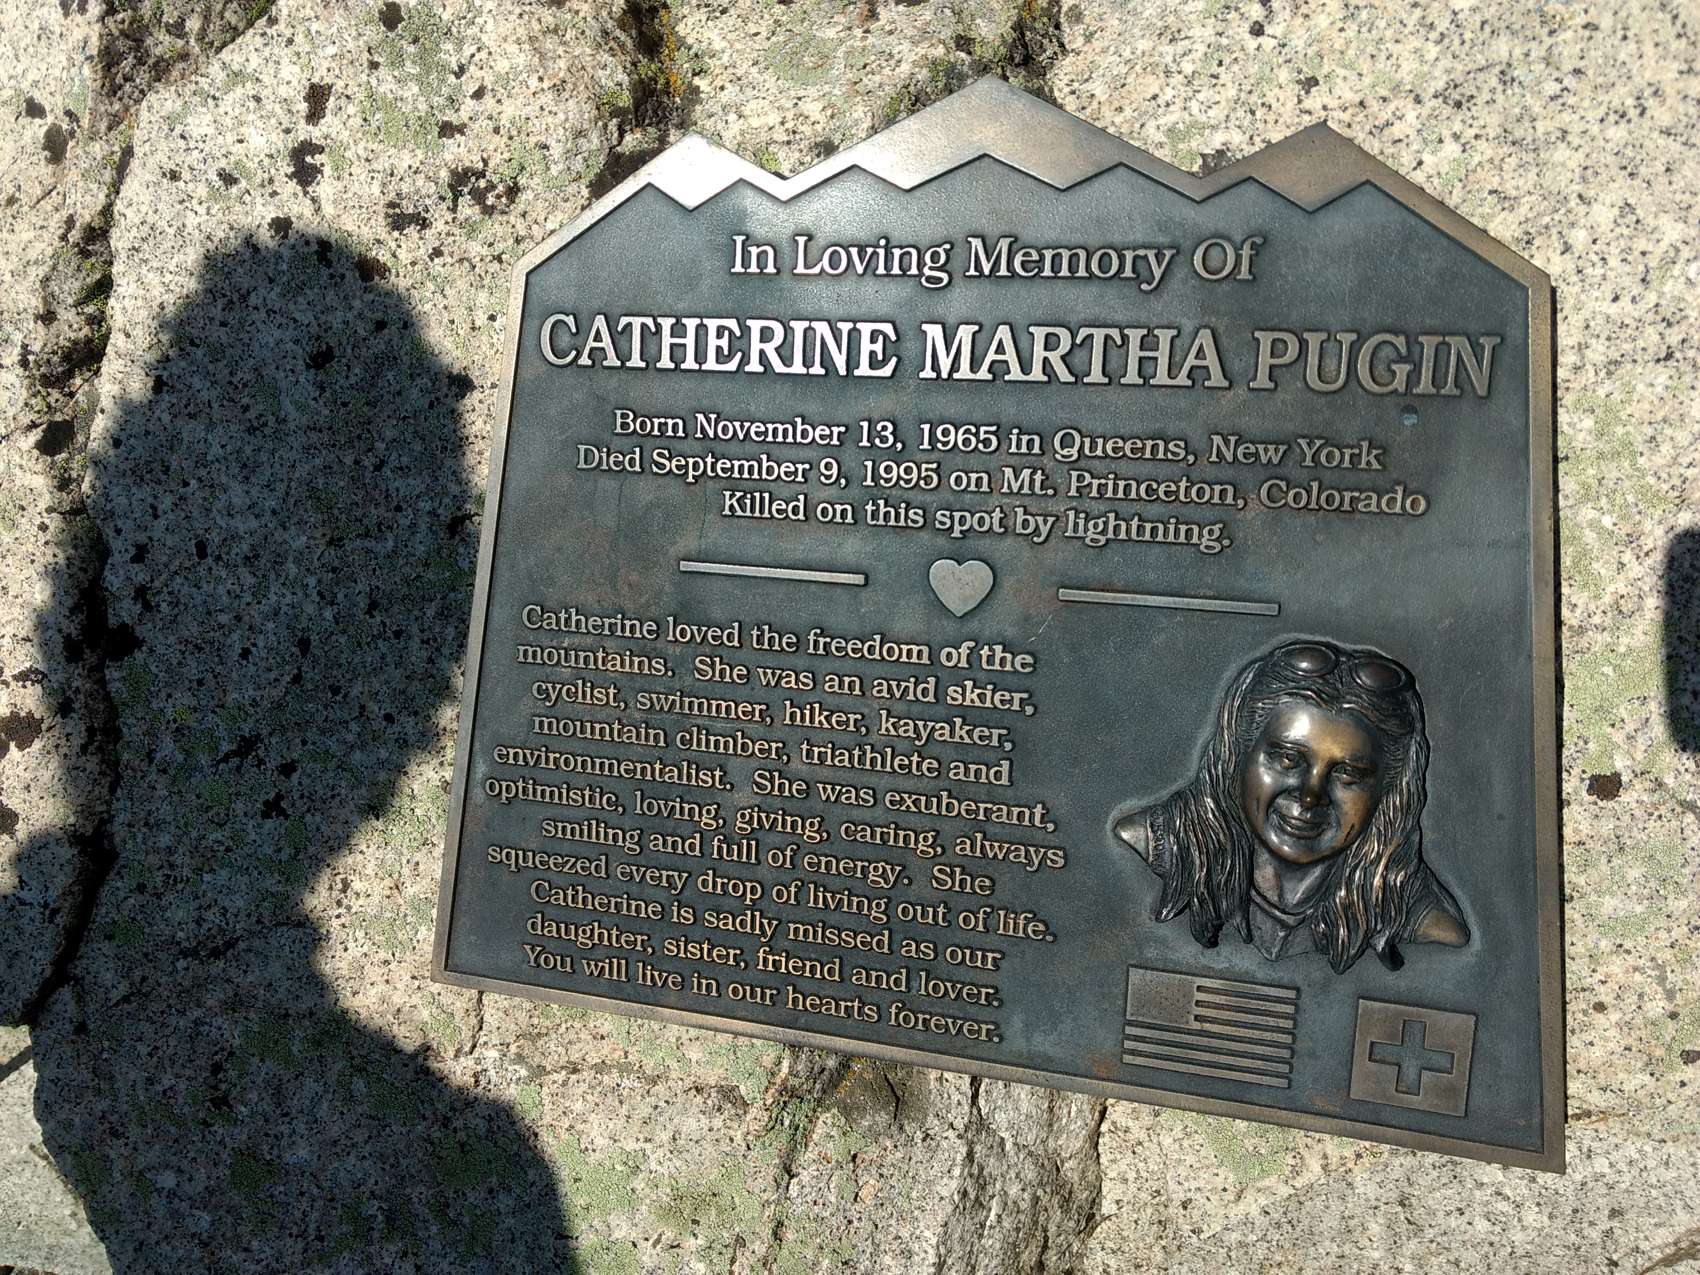 In Loving Memory Of
CATHERINE MARTHA PUGIN
Born November 13, 1965 in Queens, New York
Died September 9, 1995 on Mt. Princeton, Colorado
Killed on this spot by lightning.
Catherine loved the freedom of the
mountains. She was an avid skier,
cyclist, swimmer, hiker, kayaker,
mountain climber, triathlete and
environmentalist. She was exuberant,
optimistic, loving, giving, caring, always
smiling and full of energy. She
squeezed every drop of living out of life.
Catherine is sadly missed as our
daughter, sister, friend and lover.
You will live in our hearts forever.